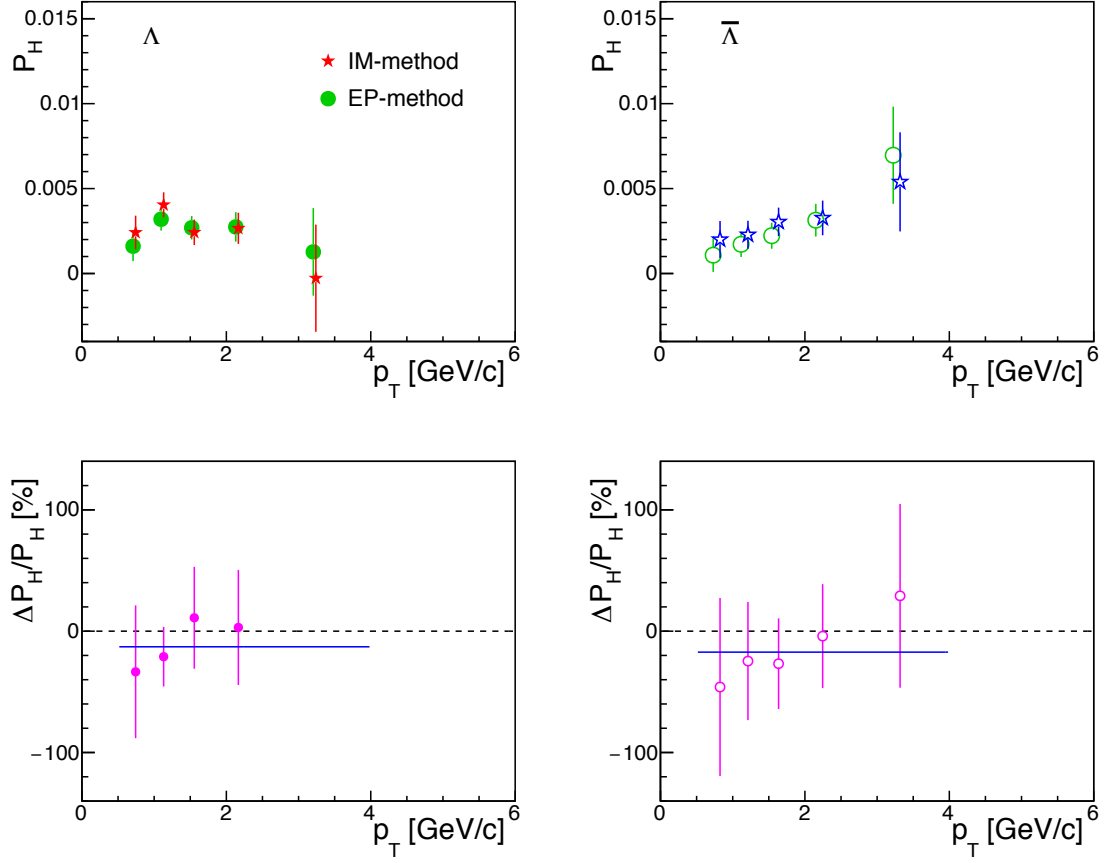 P_H
0.015
0.01
0.005
0
Λ
IM-method
EP-method
0 2 4 6
p_T [GeV/c]
P_H
0.015
0.01
0.005
0
Λ̅
0 2 4 6
p_T [GeV/c]
ΔP_H/P_H [%]
100
0
−100
0 2 4 6
p_T [GeV/c]
ΔP_H/P_H [%]
100
0
−100
0 2 4 6
p_T [GeV/c]